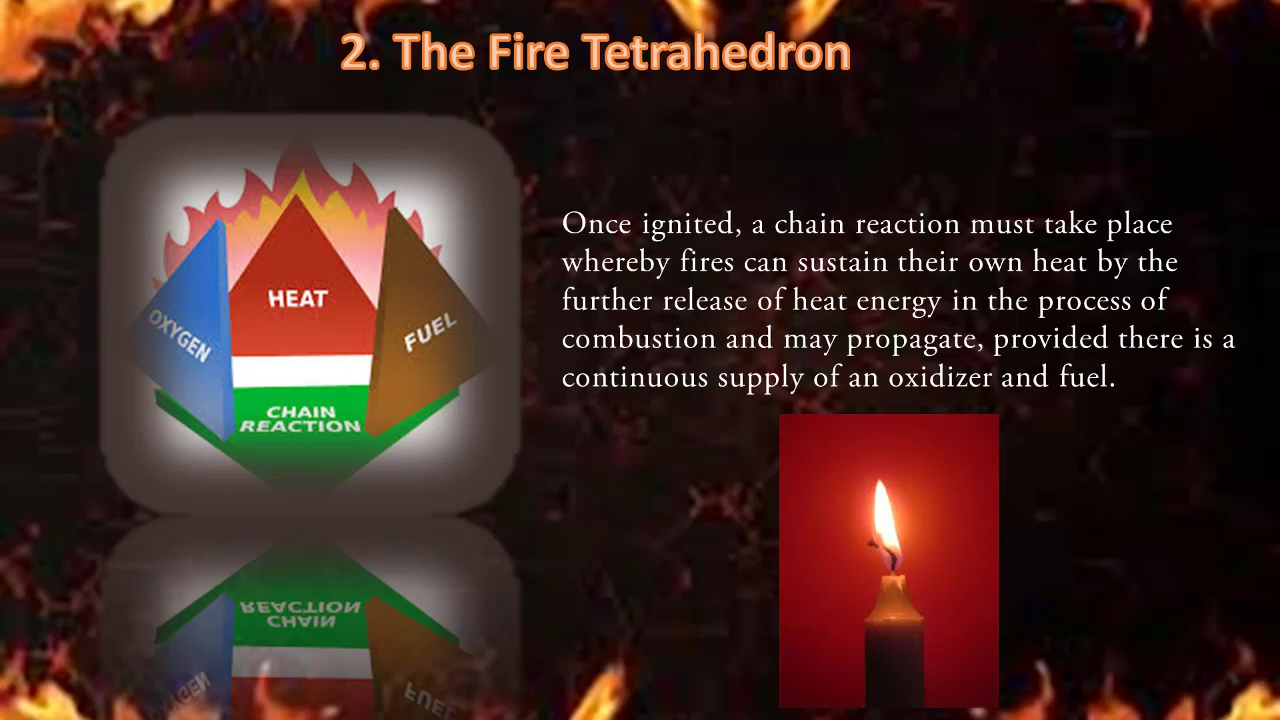 2. The Fire Tetrahedron
OXYGEN
HEAT
FUEL
CHAIN
REACTION
Once ignited, a chain reaction must take place
whereby fires can sustain their own heat by the
further release of heat energy in the process of
combustion and may propagate, provided there is a
continuous supply of an oxidizer and fuel.